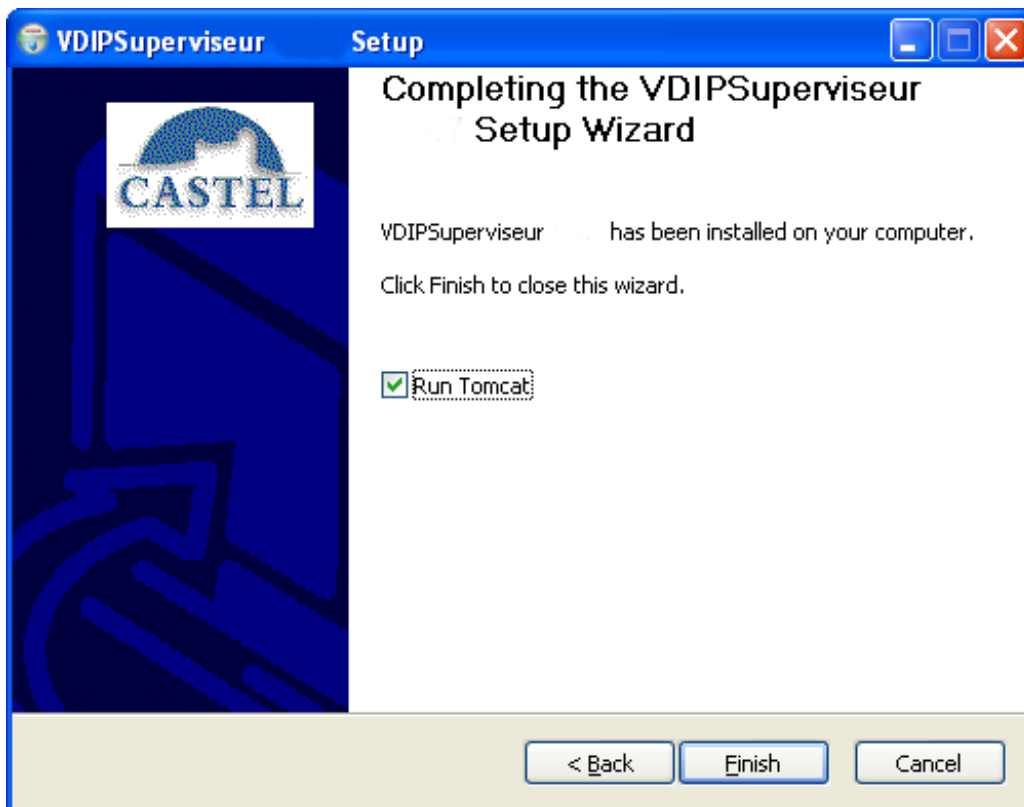 VDIPSuperviseur Setup
Completing the VDIPSuperviseur
Setup Wizard
CASTEL
VDIPSuperviseur has been installed on your computer.
Click Finish to close this wizard.
Run Tomcat
< Back Finish Cancel